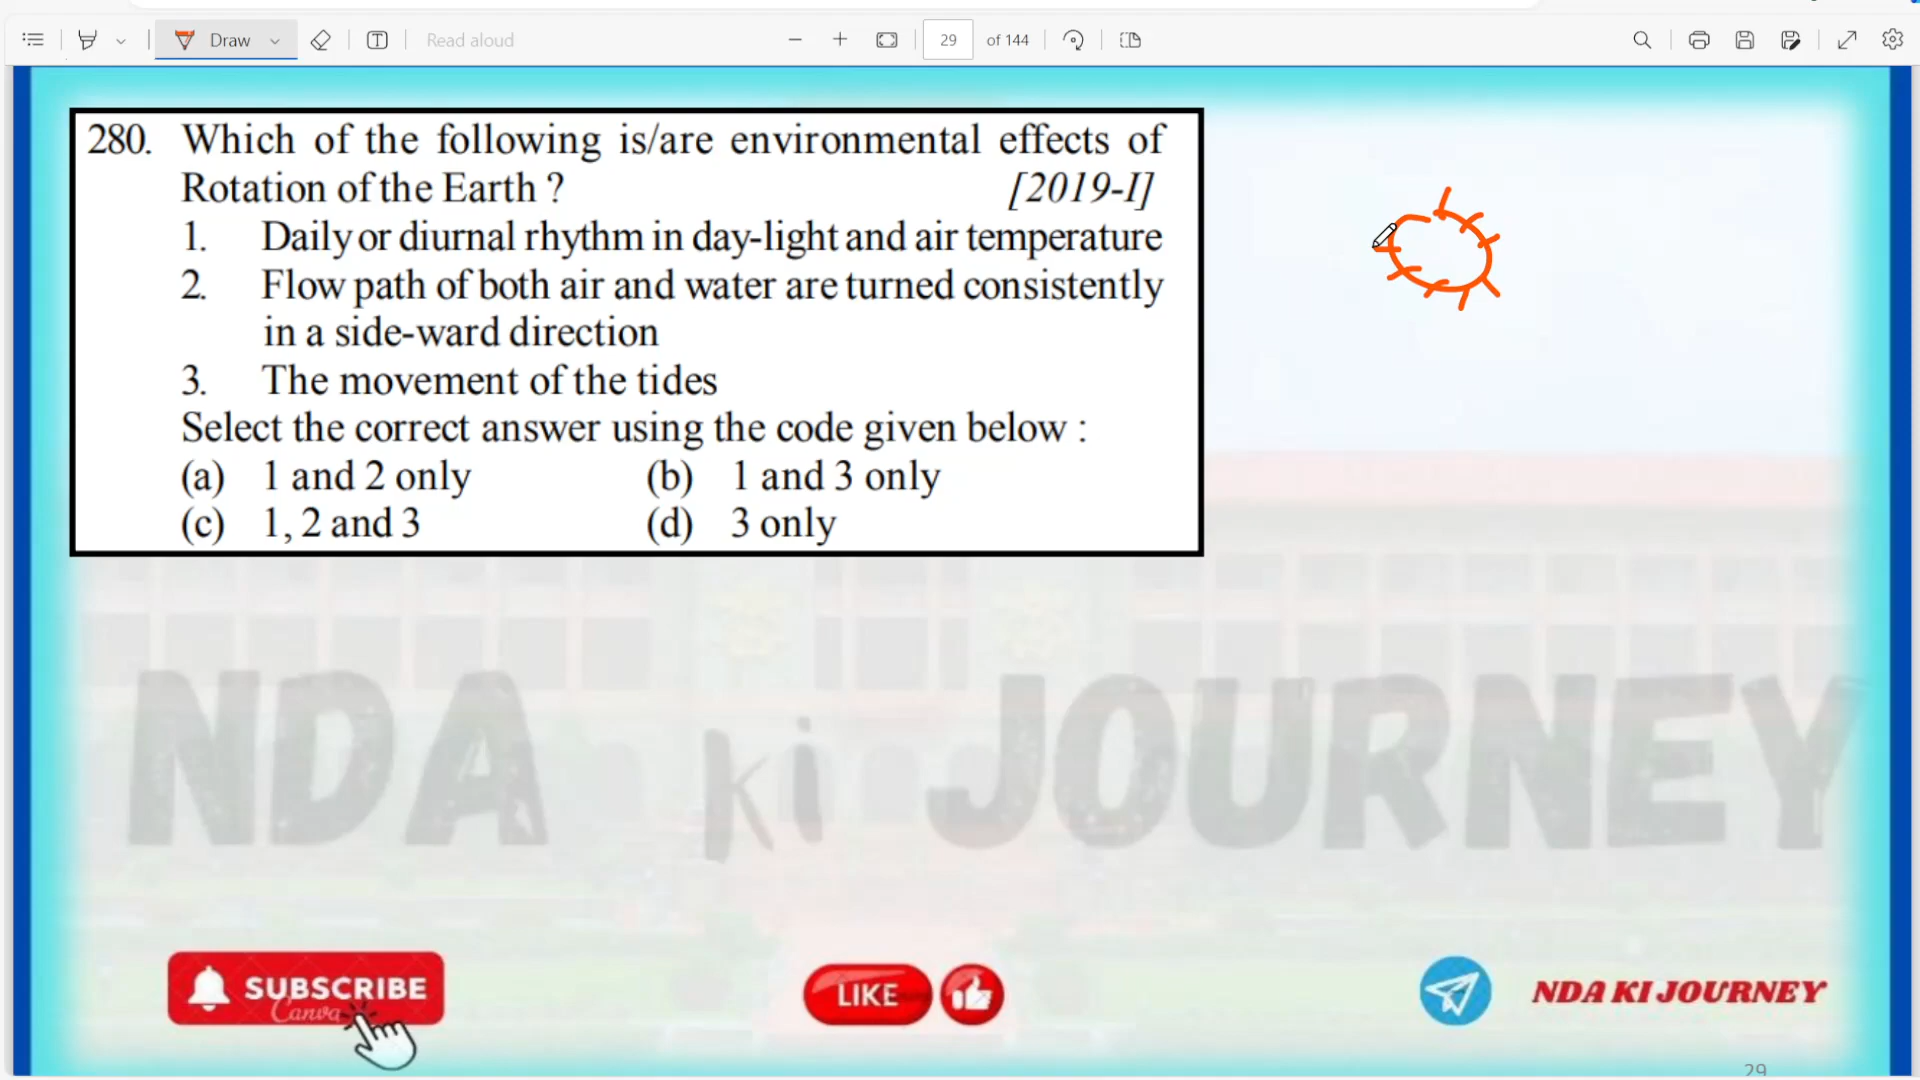 Draw
Read aloud
29
of 144
280. Which of the following is/are environmental effects of
Rotation of the Earth ? [2019-I]
1. Daily or diurnal rhythm in day-light and air temperature
2. Flow path of both air and water are turned consistently
in a side-ward direction
3. The movement of the tides
Select the correct answer using the code given below :
(a) 1 and 2 only (b) 1 and 3 only
(c) 1, 2 and 3 (d) 3 only
NDA ki JOURNEY
SUBSCRIBE
Canva
LIKE
NDA KI JOURNEY
29